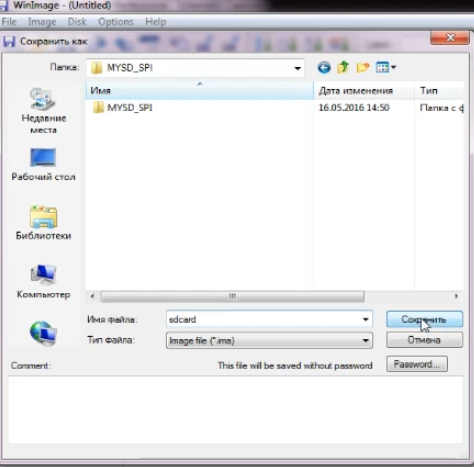 WinImage - (Untitled)
File Image Disk Options Help
Сохранить как
Папка: MYSD_SPI
Имя Дата изменения Тип
MYSD_SPI 16.05.2016 14:50 Папка с ф
Недавние
места
Рабочий стол
Библиотеки
Компьютер
Имя файла: sdcard Сохранить
Тип файла: Image file (*.ima) Отмена
Comment: This file will be saved without password Password...